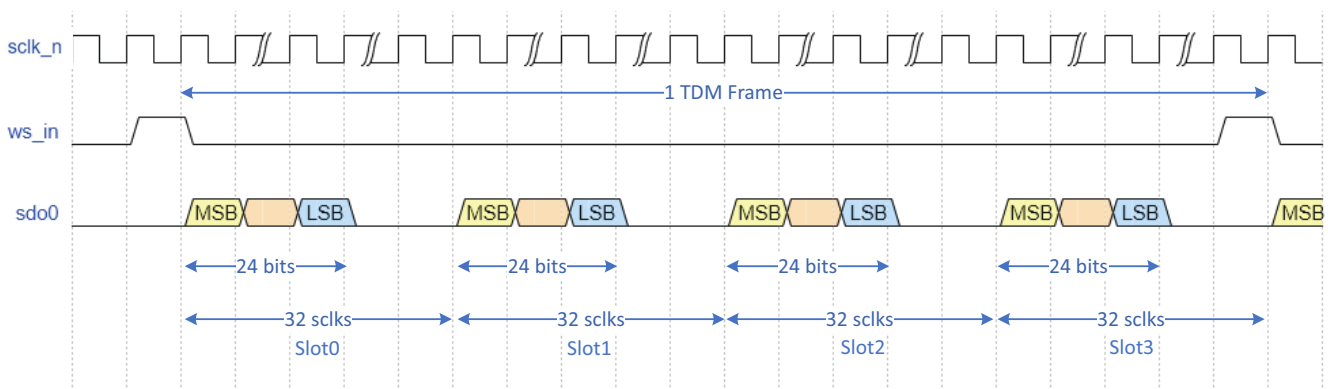 sclk_n
1 TDM Frame
ws_in
sdo0
MSB LSB MSB LSB MSB LSB MSB LSB MSB
24 bits 24 bits 24 bits 24 bits
32 sclks 32 sclks 32 sclks 32 sclks
Slot0 Slot1 Slot2 Slot3